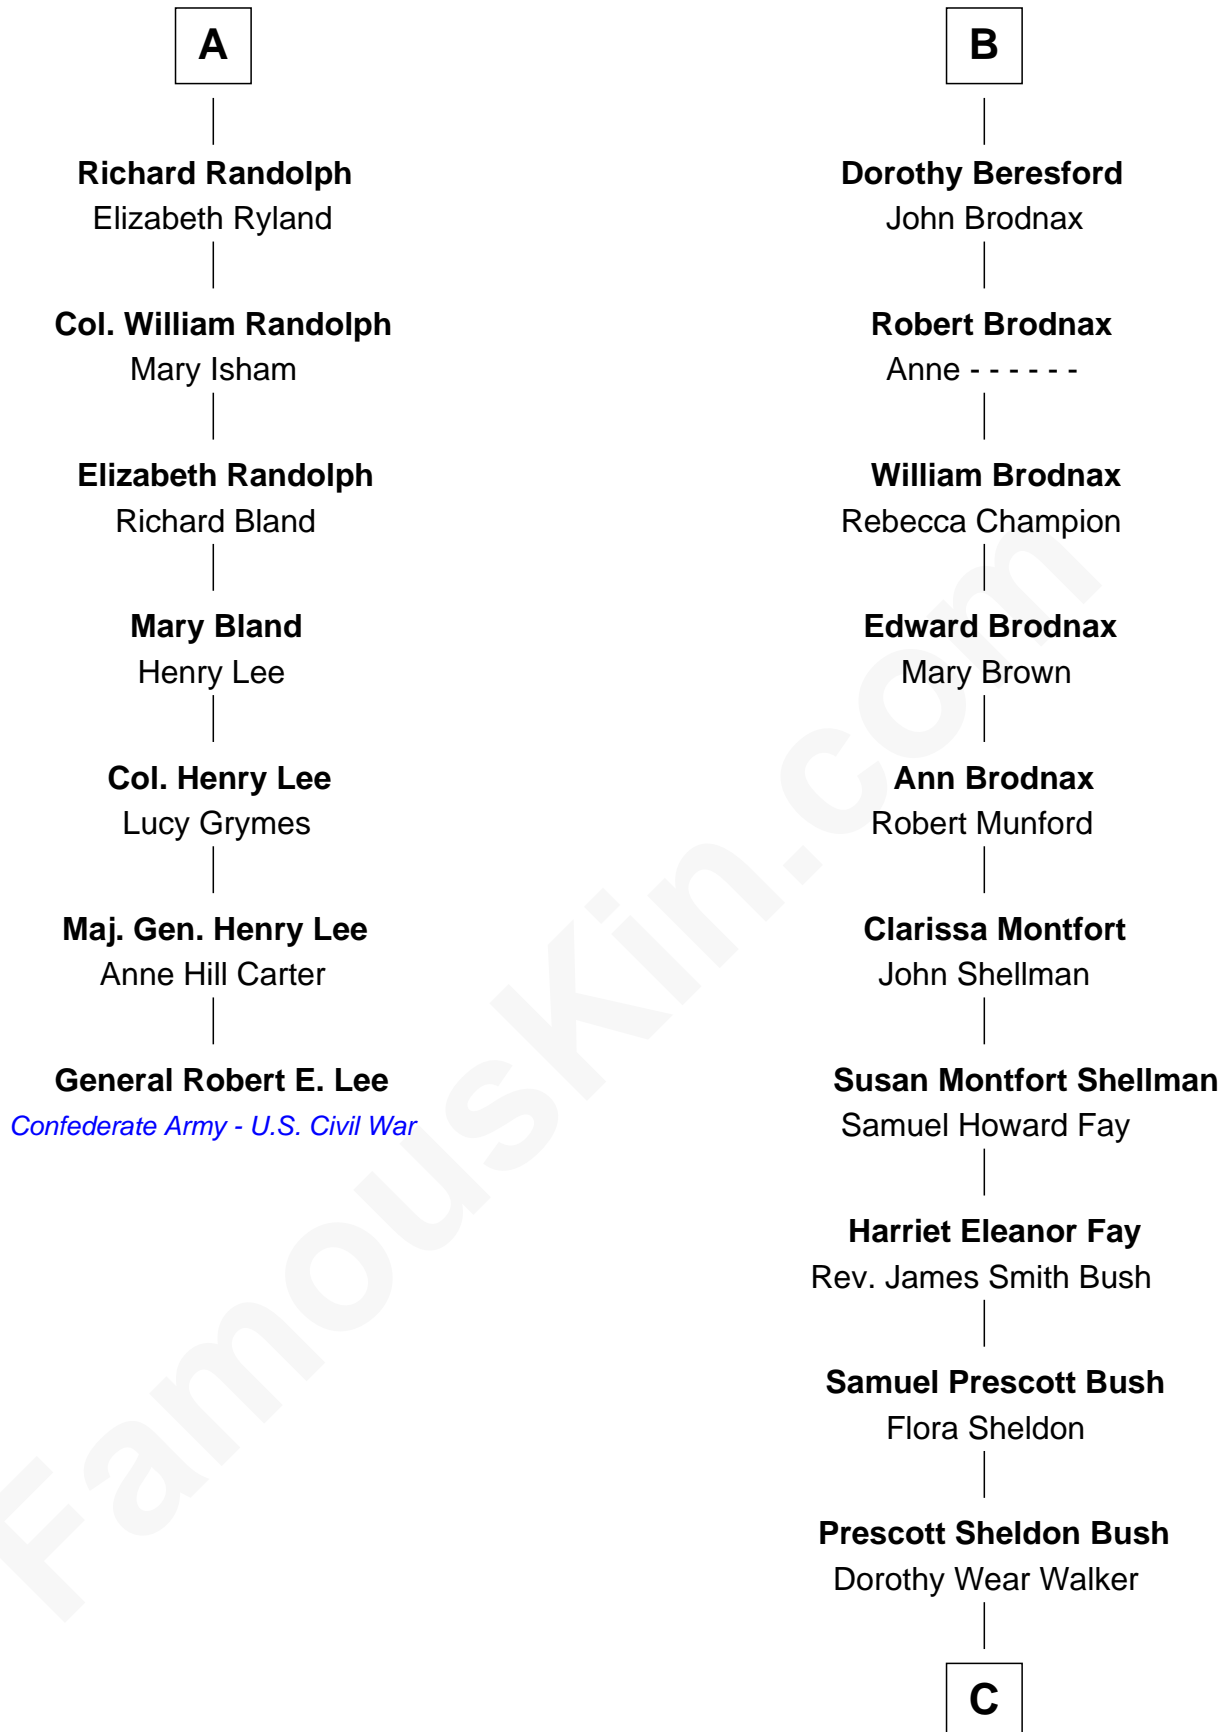 A
Richard Randolph
Elizabeth Ryland
Col. William Randolph
Mary Isham
Elizabeth Randolph
Richard Bland
Mary Bland
Henry Lee
Col. Henry Lee
Lucy Grymes
Maj. Gen. Henry Lee
Anne Hill Carter
General Robert E. Lee
Confederate Army - U.S. Civil War
B
Dorothy Beresford
John Brodnax
Robert Brodnax
Anne - - - - - -
William Brodnax
Rebecca Champion
Edward Brodnax
Mary Brown
Ann Brodnax
Robert Munford
Clarissa Montfort
John Shellman
Susan Montfort Shellman
Samuel Howard Fay
Harriet Eleanor Fay
Rev. James Smith Bush
Samuel Prescott Bush
Flora Sheldon
Prescott Sheldon Bush
Dorothy Wear Walker
C
FamousKin.com